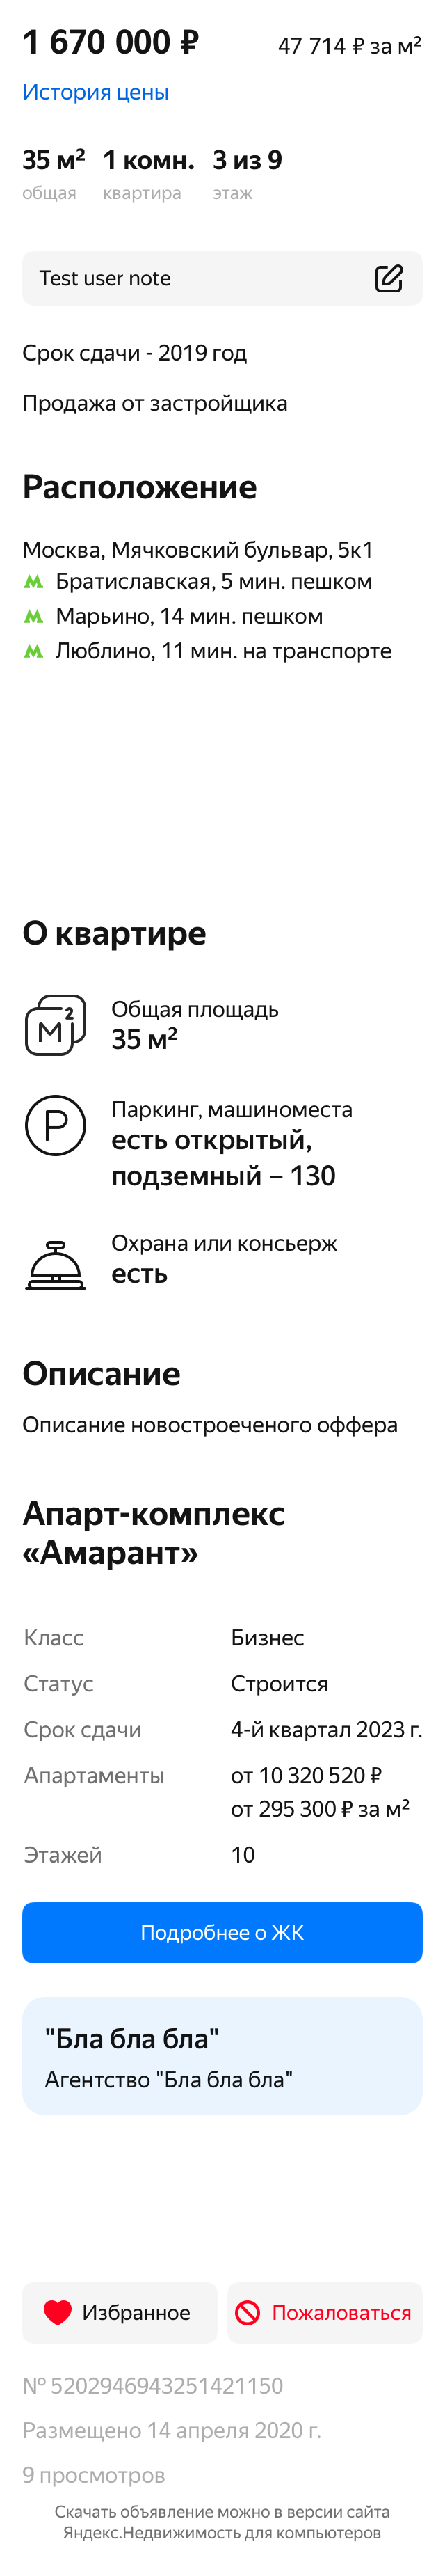 1 670 000 ₽ 47 714 ₽ за м²
История цены
35 м² 1 комн. 3 из 9
общая квартира этаж
Test user note
Срок сдачи - 2019 год
Продажа от застройщика
Расположение
Москва, Мячковский бульвар, 5к1
Братиславская, 5 мин. пешком
Марьино, 14 мин. пешком
Люблино, 11 мин. на транспорте
О квартире
М²
Общая площадь
35 м²
P
Паркинг, машиноместа
есть открытый,
подземный – 130
Охрана или консьерж
есть
Описание
Описание новостроеченого оффера
Апарт-комплекс
«Амарант»
Класс Бизнес
Статус Строится
Срок сдачи 4-й квартал 2023 г.
Апартаменты от 10 320 520 ₽
от 295 300 ₽ за м²
Этажей 10
Подробнее о ЖК
"Бла бла бла"
Агентство "Бла бла бла"
Избранное Пожаловаться
№ 5202946943251421150
Размещено 14 апреля 2020 г.
9 просмотров
Скачать объявление можно в версии сайта
Яндекс.Недвижимость для компьютеров